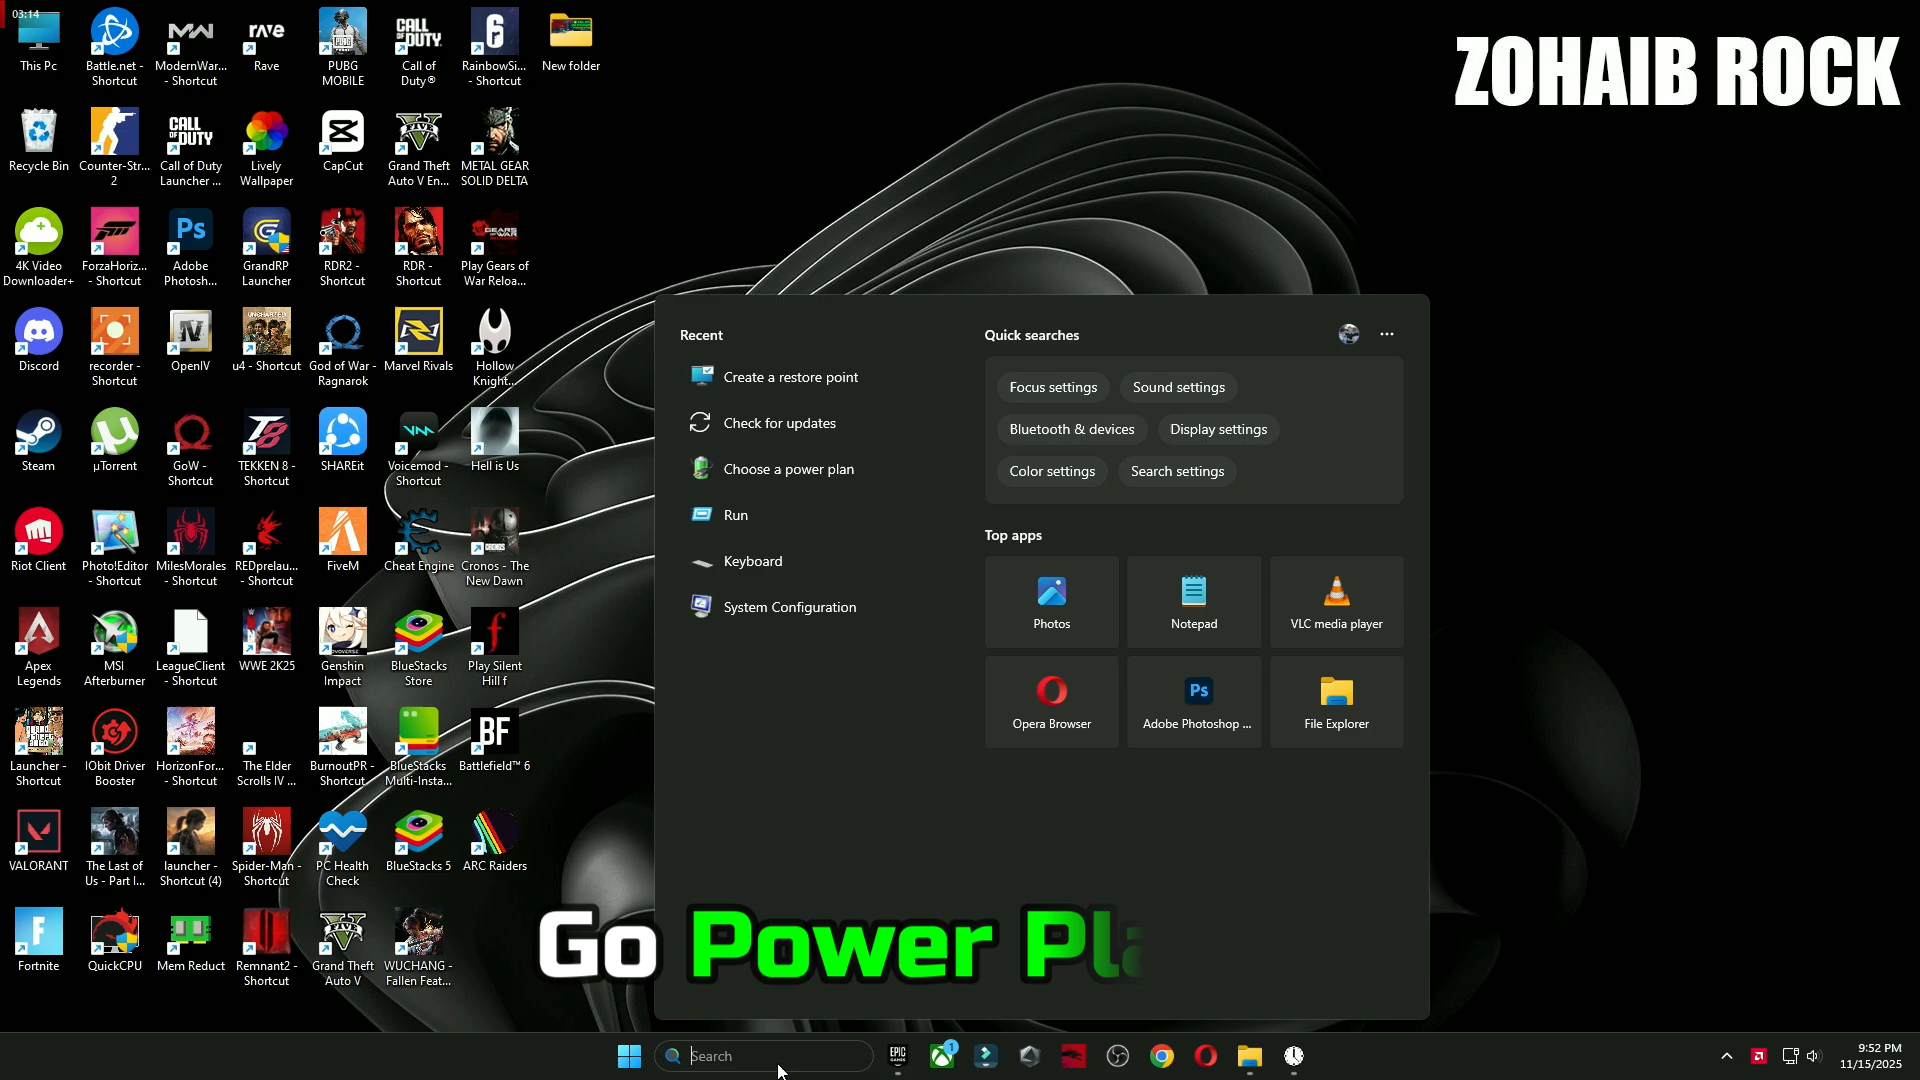 03:14
ZOHAIB ROCK
This Pc
Battle.net - Shortcut
ModernWar... - Shortcut
Rave
PUBG MOBILE
Call of Duty®
RainbowSi... - Shortcut
New folder
Recycle Bin
Counter-Str... 2
Call of Duty Launcher ...
Lively Wallpaper
CapCut
Grand Theft Auto V En...
METAL GEAR SOLID DELTA
4K Video Downloader+
ForzaHoriz... - Shortcut
Adobe Photosh...
GrandRP Launcher
RDR2 - Shortcut
RDR - Shortcut
Play Gears of War Reloa...
Discord
recorder - Shortcut
OpenIV
u4 - Shortcut
God of War - Ragnarok
Marvel Rivals
Hollow Knight...
Steam
µTorrent
GoW - Shortcut
TEKKEN 8 - Shortcut
SHAREit
Voicemod - Shortcut
Hell is Us
Riot Client
Photo!Editor - Shortcut
MilesMorales - Shortcut
REDprelau... - Shortcut
FiveM
Cheat Engine
Cronos - The New Dawn
Apex Legends
MSI Afterburner
LeagueClient - Shortcut
WWE 2K25
Genshin Impact
BlueStacks Store
Play Silent Hill f
Launcher - Shortcut
IObit Driver Booster
HorizonFor... - Shortcut
The Elder Scrolls IV ...
BurnoutPR - Shortcut
BlueStacks Multi-Insta...
Battlefield™ 6
VALORANT
The Last of Us - Part I...
launcher - Shortcut (4)
Spider-Man - Shortcut
PC Health Check
BlueStacks 5
ARC Raiders
Fortnite
QuickCPU
Mem Reduct
Remnant2 - Shortcut
Grand Theft Auto V
WUCHANG - Fallen Feat...
Recent
Create a restore point
Check for updates
Choose a power plan
Run
Keyboard
System Configuration
Quick searches
Focus settings
Sound settings
Bluetooth & devices
Display settings
Color settings
Search settings
Top apps
Photos
Notepad
VLC media player
Opera Browser
Adobe Photoshop ...
File Explorer
Go Power Pla
Search
9:52 PM
11/15/2025